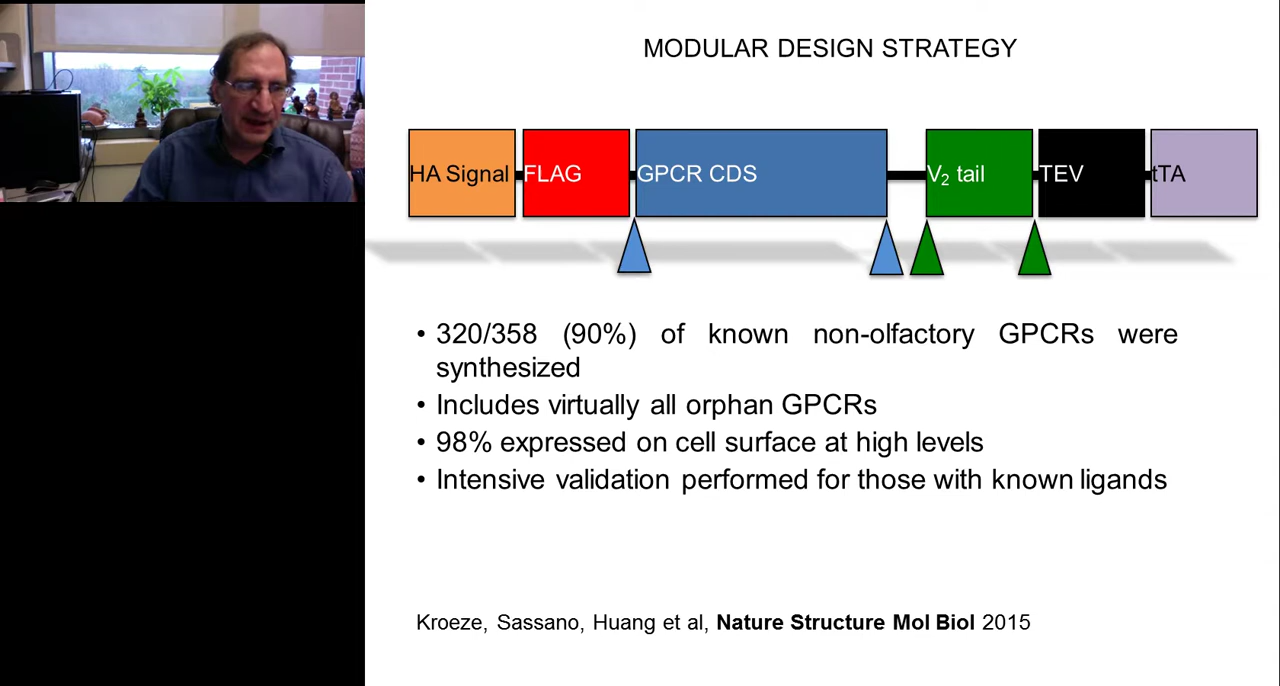 MODULAR DESIGN STRATEGY
HA Signal FLAG GPCR CDS V₂ tail TEV tTA
• 320/358 (90%) of known non-olfactory GPCRs were
synthesized
• Includes virtually all orphan GPCRs
• 98% expressed on cell surface at high levels
• Intensive validation performed for those with known ligands
Kroeze, Sassano, Huang et al, Nature Structure Mol Biol 2015